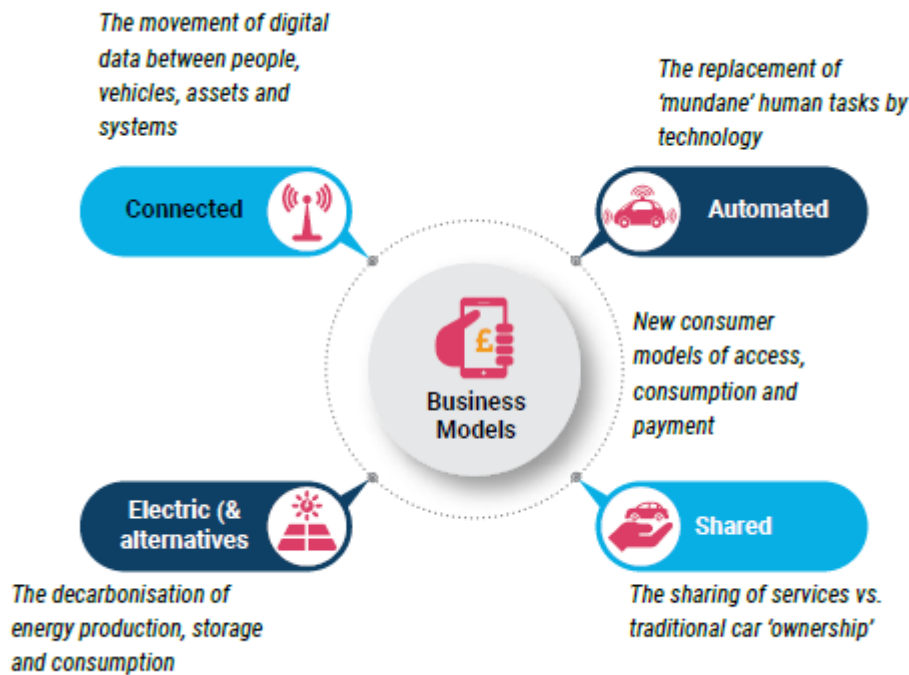 The movement of digital
data between people,
vehicles, assets and
systems
Connected
The replacement of
‘mundane’ human tasks by
technology
Automated
£
Business
Models
New consumer
models of access,
consumption and
payment
Electric (&
alternatives
The decarbonisation of
energy production, storage
and consumption
Shared
The sharing of services vs.
traditional car ‘ownership’